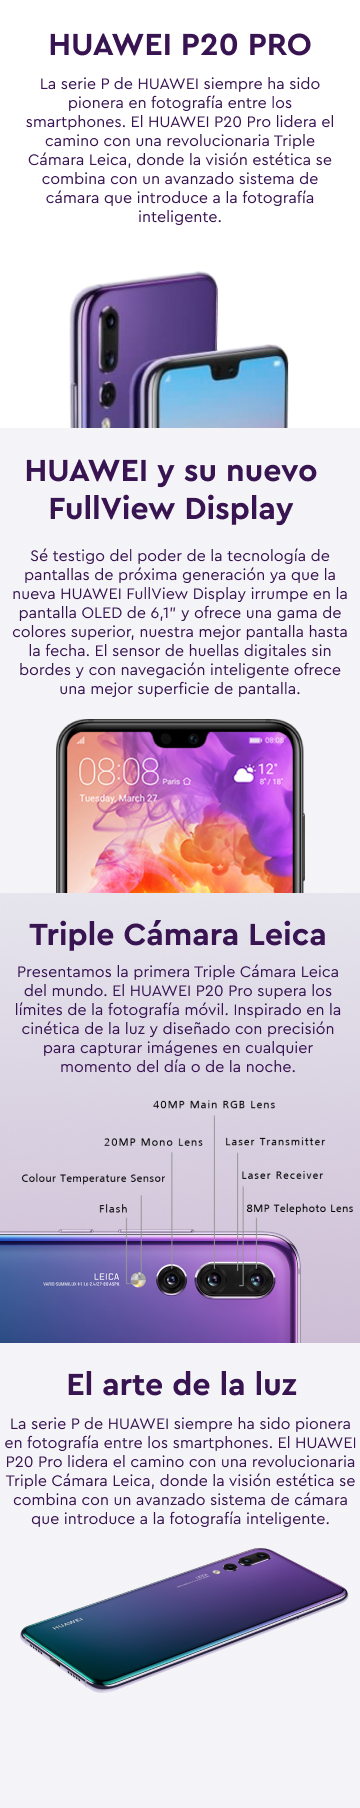 HUAWEI P20 PRO
La serie P de HUAWEI siempre ha sido
pionera en fotografía entre los
smartphones. El HUAWEI P20 Pro lidera el
camino con una revolucionaria Triple
Cámara Leica, donde la visión estética se
combina con un avanzado sistema de
cámara que introduce a la fotografía
inteligente.
HUAWEI y su nuevo
FullView Display
Sé testigo del poder de la tecnología de
pantallas de próxima generación ya que la
nueva HUAWEI FullView Display irrumpe en la
pantalla OLED de 6,1" y ofrece una gama de
colores superior, nuestra mejor pantalla hasta
la fecha. El sensor de huellas digitales sin
bordes y con navegación inteligente ofrece
una mejor superficie de pantalla.
08:08
08:08 Paris 12°
8° / 18°
Tuesday, March 27
Triple Cámara Leica
Presentamos la primera Triple Cámara Leica
del mundo. El HUAWEI P20 Pro supera los
límites de la fotografía móvil. Inspirado en la
cinética de la luz y diseñado con precisión
para capturar imágenes en cualquier
momento del día o de la noche.
40MP Main RGB Lens
20MP Mono Lens Laser Transmitter
Colour Temperature Sensor Laser Receiver
Flash 8MP Telephoto Lens
LEICA
El arte de la luz
La serie P de HUAWEI siempre ha sido pionera
en fotografía entre los smartphones. El HUAWEI
P20 Pro lidera el camino con una revolucionaria
Triple Cámara Leica, donde la visión estética se
combina con un avanzado sistema de cámara
que introduce a la fotografía inteligente.
HUAWEI